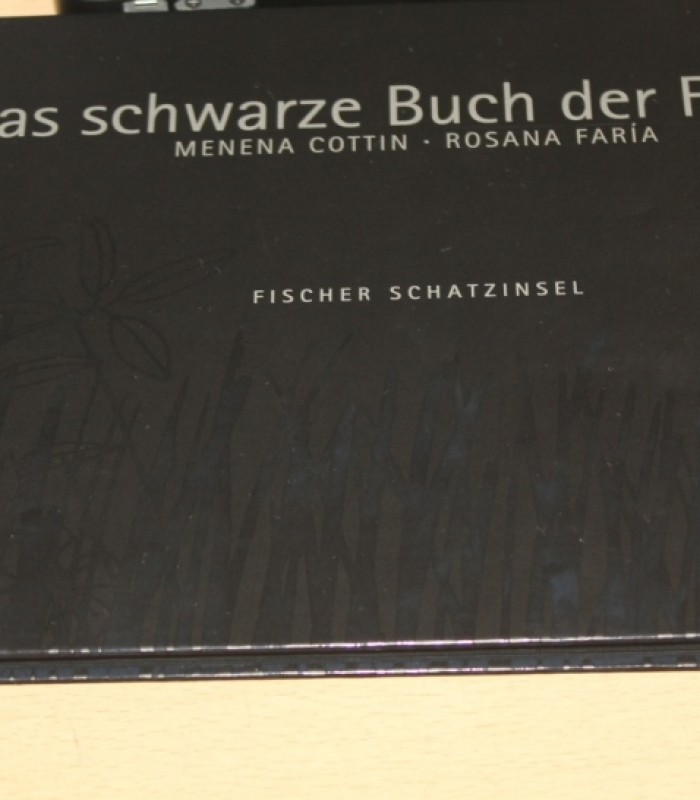 as schwarze Buch der F
MENENA COTTIN · ROSANA FARÍA
FISCHER SCHATZINSEL